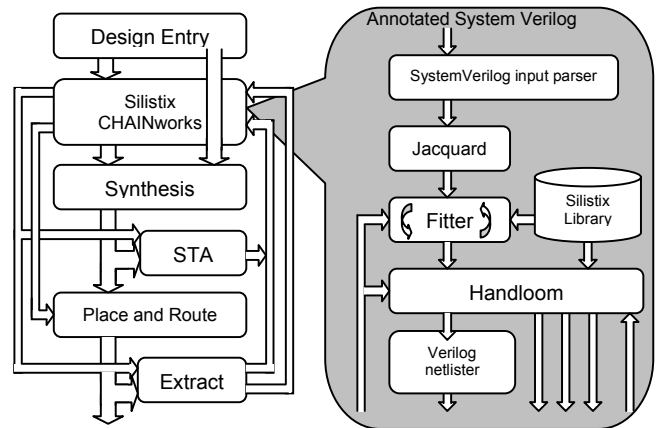 Design Entry
Silistix
CHAINworks
Synthesis
STA
Place and Route
Extract
Annotated System Verilog
SystemVerilog input parser
Jacquard
Fitter
Silistix
Library
Handloom
Verilog
netlister